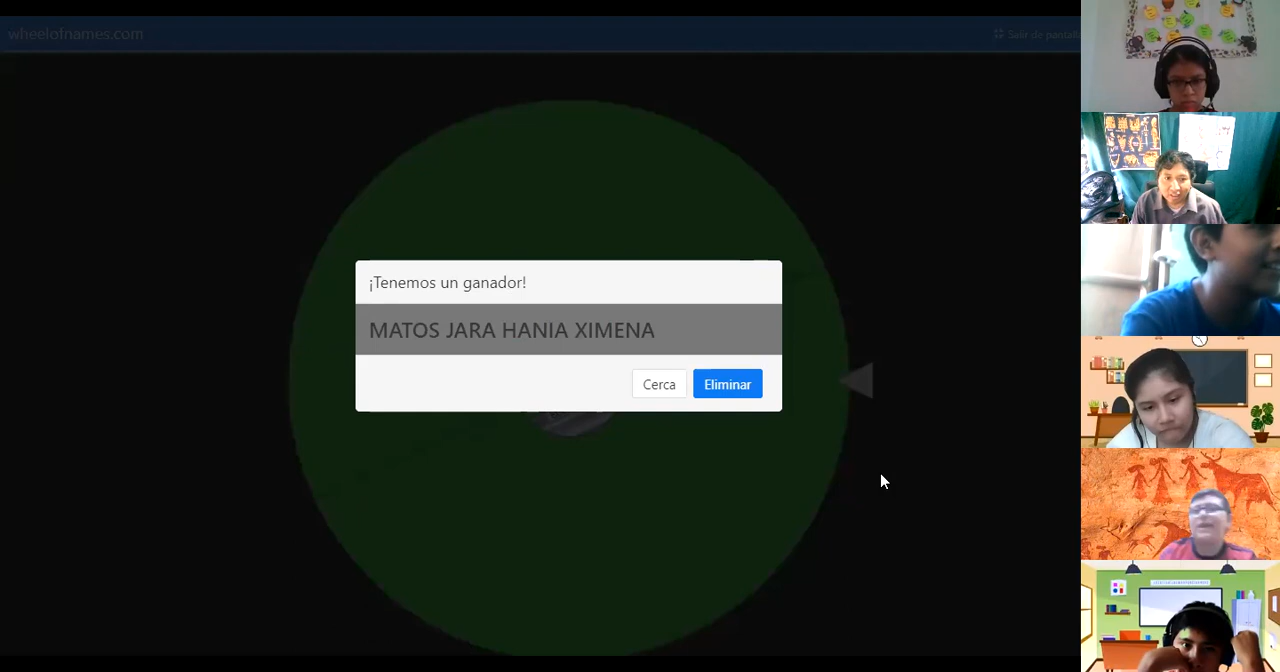 wheelofnames.com
Salir de pantalla
¡Tenemos un ganador!
MATOS JARA HANIA XIMENA
Cerca
Eliminar